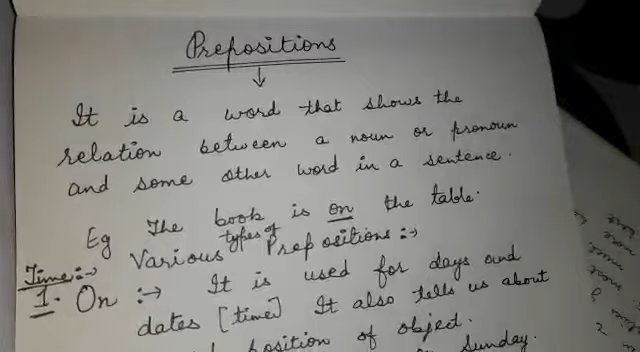 Prepositions
↓
It is a word that shows the
relation between a noun or pronoun
and some other word in a sentence.
Eg The book is on the table.
Various types of Prepositions :→
Time:→
1. On :→ It is used for days and
dates [time] It also tells us about
position of object.
Sunday.